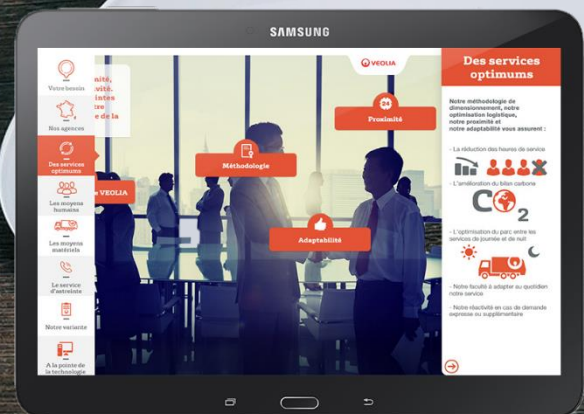 SAMSUNG
Votre besoin
Nos agences
Des services
optimums
Les moyens
humains
Les moyens
matériels
Le service
d'astreinte
Notre variante
A la pointe de
la technologie
VEOLIA
de la
VEOLIA
Méthodologie
24
Proximité
Adaptabilité
Des services
optimums
Notre méthodologie de
dimensionnement, notre
optimisation logistique,
notre proximité et
notre adaptabilité vous assurent :
- La réduction des heures de service
- L'amélioration du bilan carbone
CO2
- L'optimisation du parc entre les
services de journée et de nuit
- Notre faculté à adapter au quotidien
notre service
- Notre réactivité en cas de demande
expresse ou supplémentaire